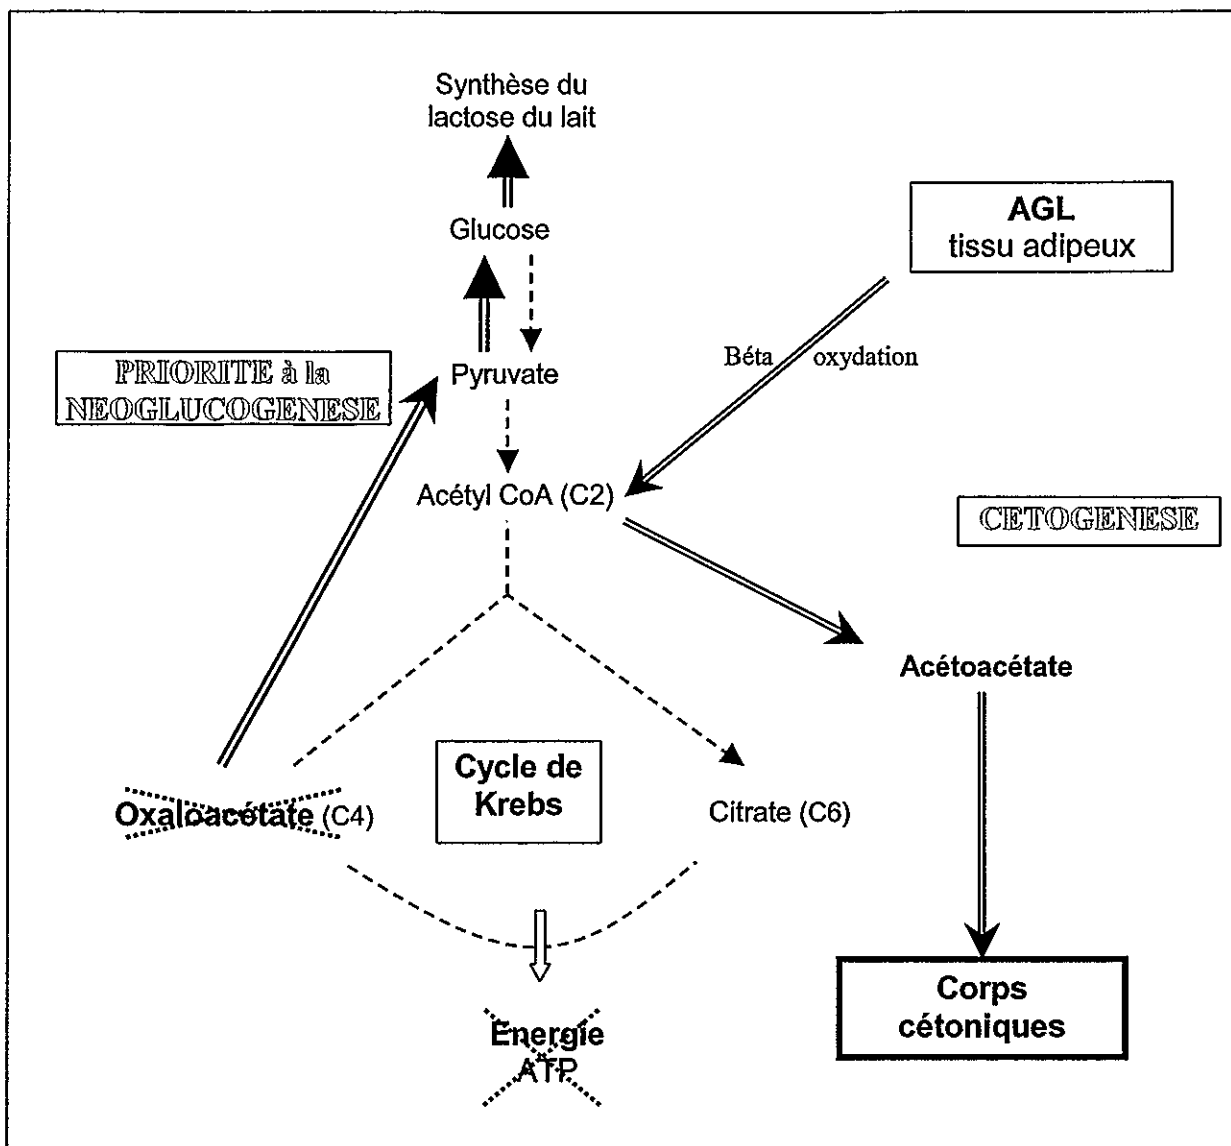 Synthèse du
lactose du lait
Glucose
AGL
tissu adipeux
Béta oxydation
PRIORITE à la
NEOGLUCOGENESE
Pyruvate
Acétyl CoA (C2)
CETOGENESE
Acétoacétate
Cycle de
Krebs
Oxaloacétate (C4)
Citrate (C6)
Energie
ATP
Corps
cétoniques